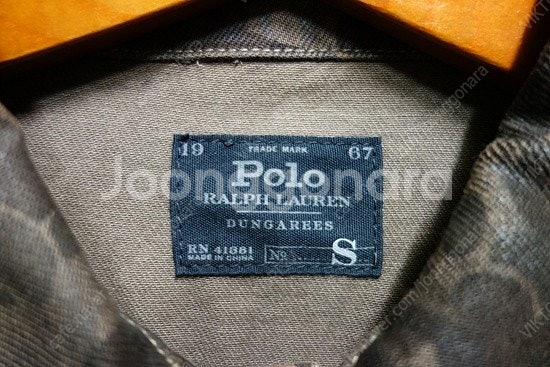 19 TRADE MARK 67
Polo
RALPH LAUREN
DUNGAREES
RN 41381
MADE IN CHINA
No S
Joonggonara